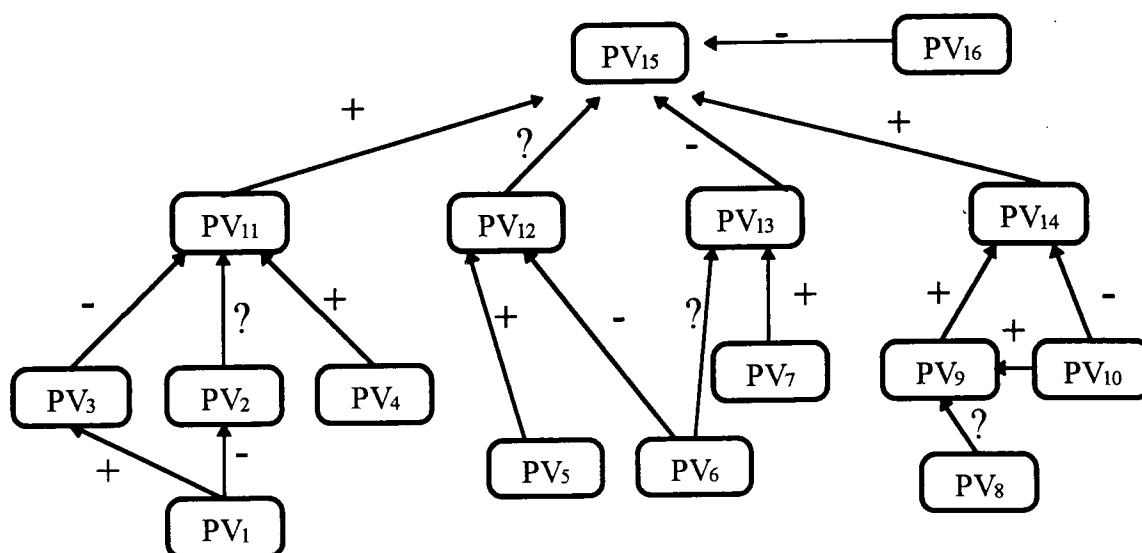 PV15
-
PV16
+
?
-
+
PV11
PV12
PV13
PV14
-
?
+
+
-
?
+
+
+
-
PV3
PV2
PV4
PV7
PV9
PV10
+
-
?
PV5
PV6
PV8
PV1